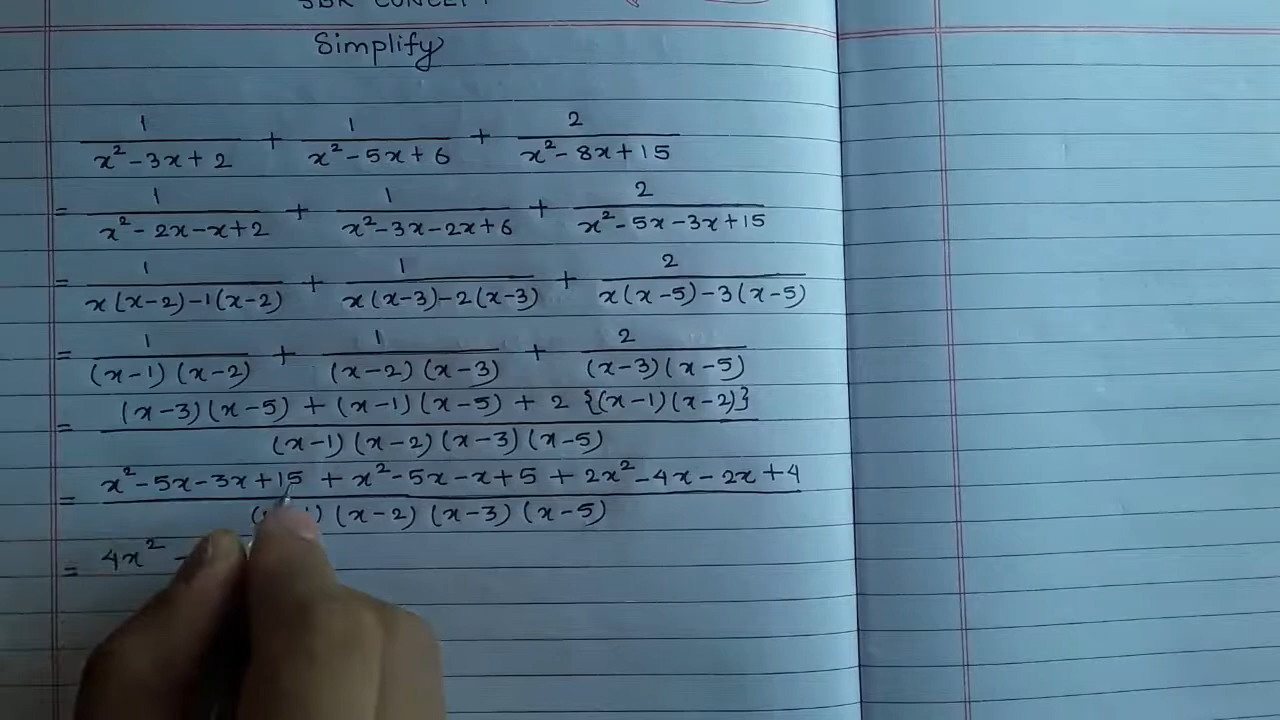 Simplify
1/(x²-3x+2) + 1/(x²-5x+6) + 2/(x²-8x+15)
= 1/(x²-2x-x+2) + 1/(x²-3x-2x+6) + 2/(x²-5x-3x+15)
= 1/(x(x-2)-1(x-2)) + 1/(x(x-3)-2(x-3)) + 2/(x(x-5)-3(x-5))
= 1/((x-1)(x-2)) + 1/((x-2)(x-3)) + 2/((x-3)(x-5))
= ((x-3)(x-5) + (x-1)(x-5) + 2{(x-1)(x-2)})/((x-1)(x-2)(x-3)(x-5))
= (x²-5x-3x+15 + x²-5x-x+5 + 2x²-4x-2x+4)/( (x-2)(x-3)(x-5))
= 4x² -